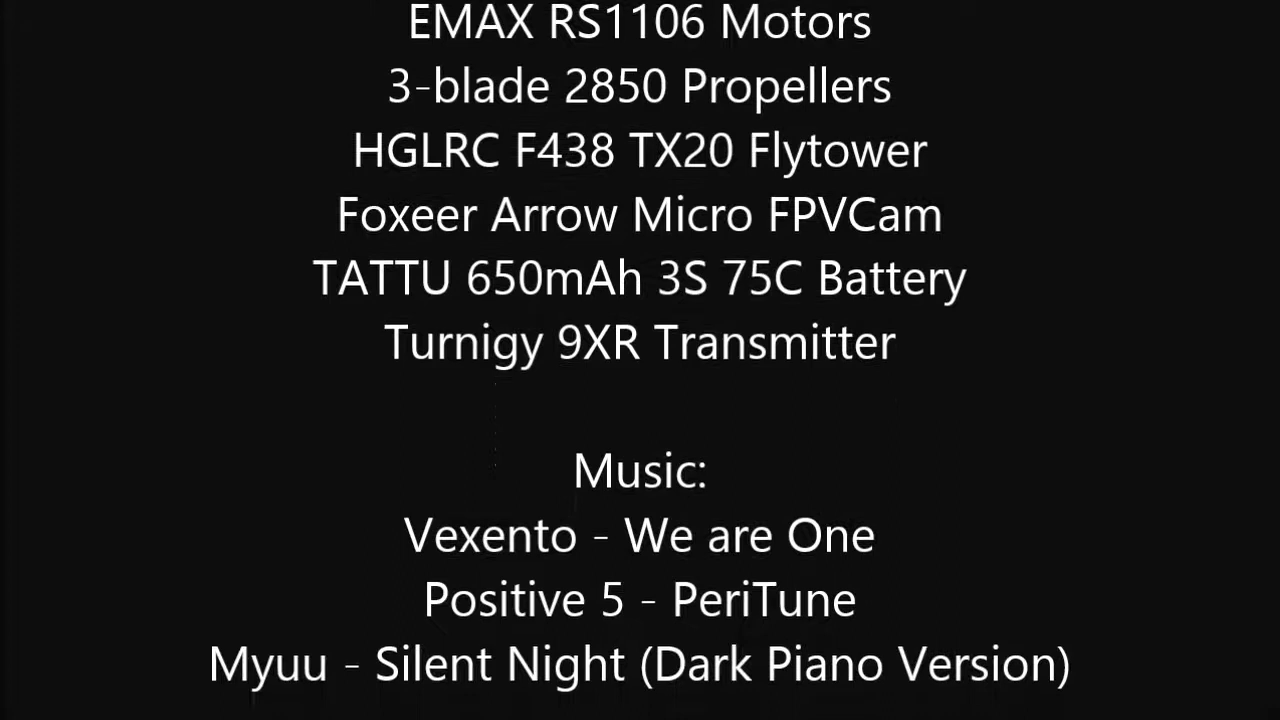 EMAX RS1106 Motors
3-blade 2850 Propellers
HGLRC F438 TX20 Flytower
Foxeer Arrow Micro FPVCam
TATTU 650mAh 3S 75C Battery
Turnigy 9XR Transmitter
Music:
Vexento - We are One
Positive 5 - PeriTune
Myuu - Silent Night (Dark Piano Version)